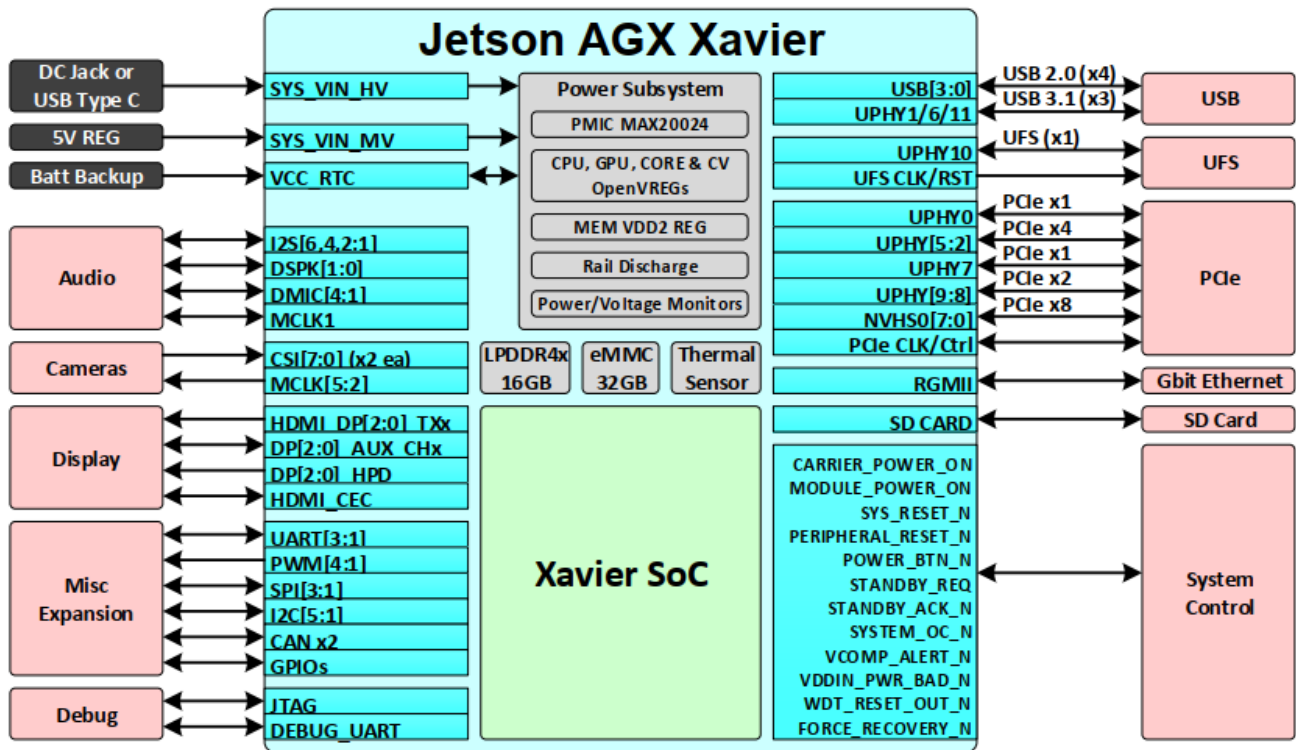 Jetson AGX Xavier
DC Jack or
USB Type C
5V REG
Batt Backup
SYS_VIN_HV
SYS_VIN_MV
VCC_RTC
Power Subsystem
PMIC MAX20024
CPU, GPU, CORE & CV
OpenVREGs
MEM VDD2 REG
Rail Discharge
Power/Voltage Monitors
LPDDR4x
16GB
eMMC
32GB
Thermal
Sensor
Xavier SoC
Audio
I2S[6,4,2:1]
DSPK[1:0]
DMIC[4:1]
MCLK1
Cameras
CSI[7:0] (x2 ea)
MCLK[5:2]
Display
HDMI_DP[2:0]_TXx
DP[2:0]_AUX_CHx
DP[2:0]_HPD
HDMI_CEC
Misc
Expansion
UART[3:1]
PWM[4:1]
SPI[3:1]
I2C[5:1]
CAN x2
GPIOs
Debug
JTAG
DEBUG_UART
USB[3:0]
USB 2.0 (x4)
UPHY1/6/11
USB 3.1 (x3)
USB
UPHY10
UFS (x1)
UFS CLK/RST
UFS
UPHY0
PCIe x1
UPHY[5:2]
PCIe x4
UPHY7
PCIe x1
UPHY[9:8]
PCIe x2
NVHS0[7:0]
PCIe x8
PCIe CLK/Ctrl
PCIe
RGMII
Gbit Ethernet
SD CARD
SD Card
CARRIER_POWER_ON
MODULE_POWER_ON
SYS_RESET_N
PERIPHERAL_RESET_N
POWER_BTN_N
STANDBY_REQ
STANDBY_ACK_N
SYSTEM_OC_N
VCOMP_ALERT_N
VDDIN_PWR_BAD_N
WDT_RESET_OUT_N
FORCE_RECOVERY_N
System
Control